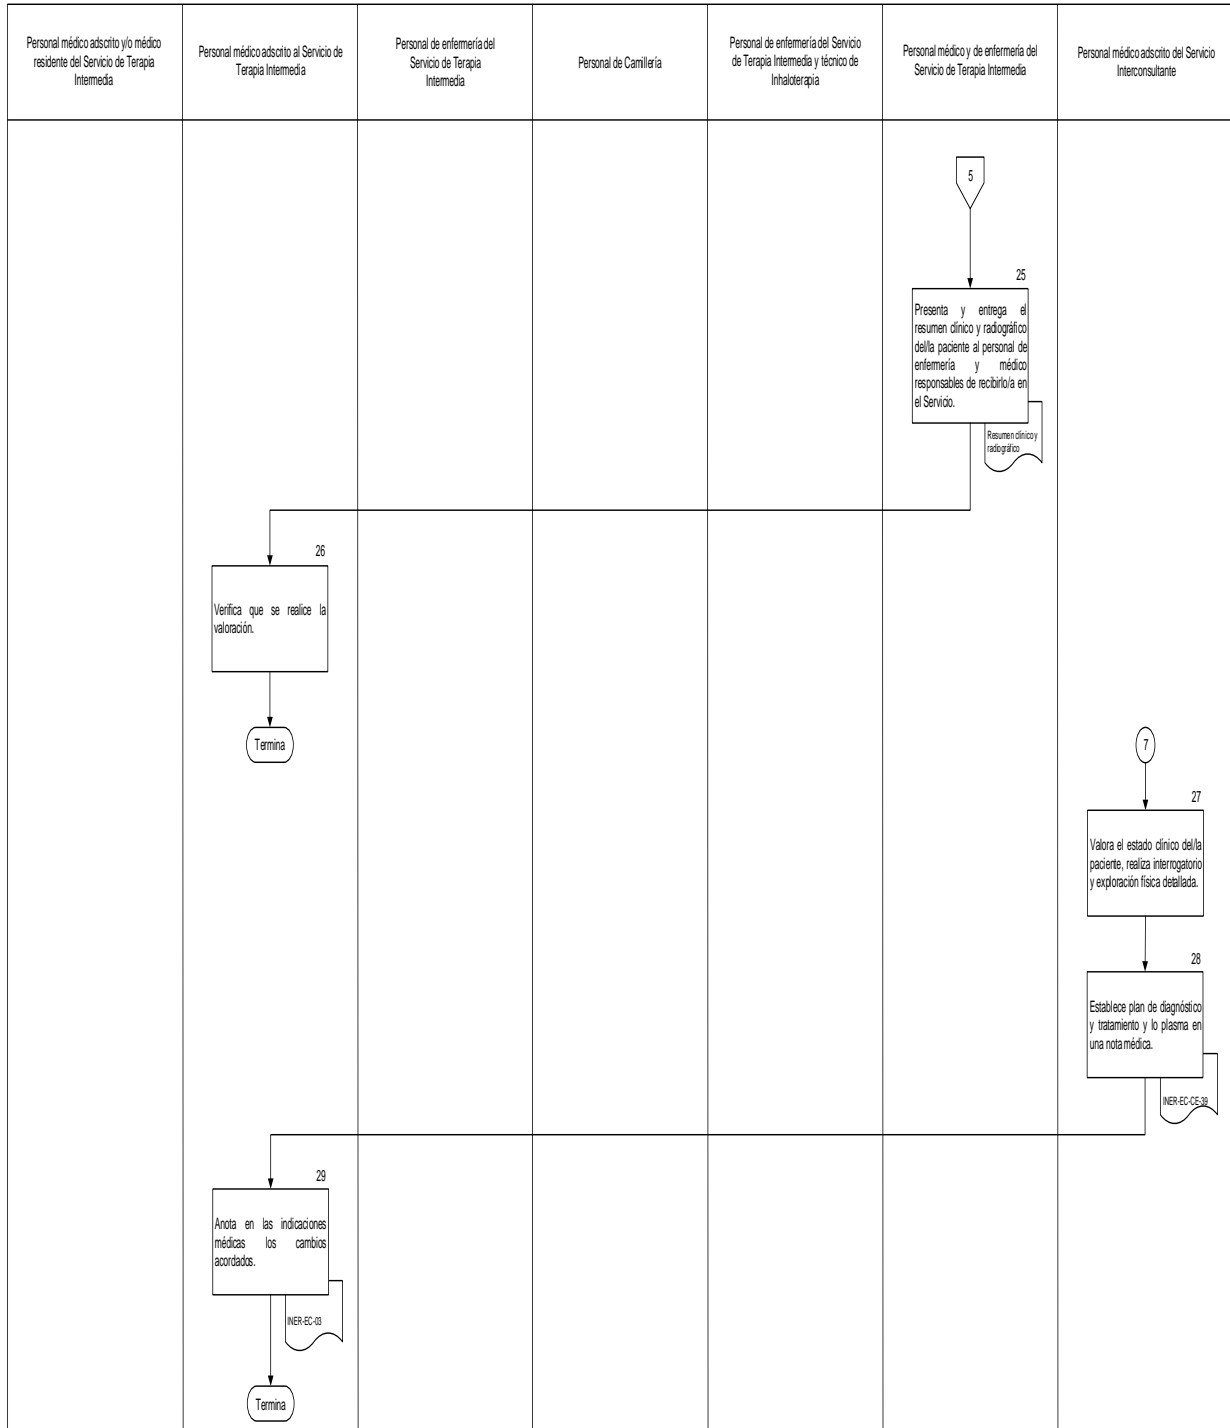 Personal médico adscrito y/o médico
residente del Servicio de Terapia
Intermedia
Personal médico adscrito al Servicio de
Terapia Intermedia
Personal de enfermería del
Servicio de Terapia
Intermedia
Personal de Camillería
Personal de enfermería del Servicio
de Terapia Intermedia y técnico de
Inhaloterapia
Personal médico y de enfermería del
Servicio de Terapia Intermedia
Personal médico adscrito del Servicio
Interconsultante
5
25
Presenta y entrega el
resumen clínico y radiográfico
del/la paciente al personal de
enfermería y médico
responsables de recibirlo/a en
el Servicio.
Resumen clínico y
radiográfico
26
Verifica que se realice la
valoración.
Termina
7
27
Valora el estado clínico del/la
paciente, realiza interrogatorio
y exploración física detallada.
28
Establece plan de diagnóstico
y tratamiento y lo plasma en
una nota médica.
INER-EC-CE-39
29
Anota en las indicaciones
médicas los cambios
acordados.
INER-EC-03
Termina